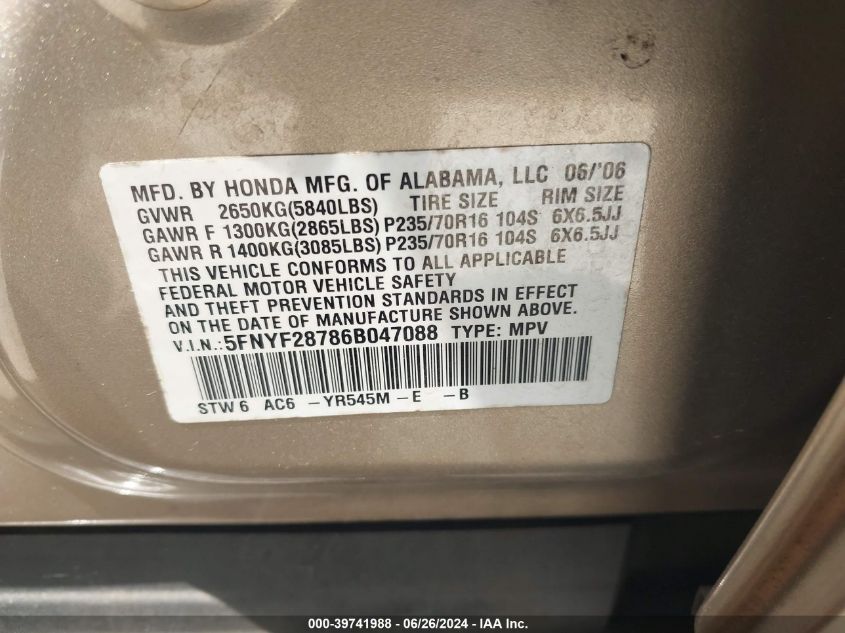 MFD. BY HONDA MFG. OF ALABAMA, LLC 06/'06
GVWR 2650KG(5840LBS) TIRE SIZE RIM SIZE
GAWR F 1300KG(2865LBS) P235/70R16 104S 6X6.5JJ
GAWR R 1400KG(3085LBS) P235/70R16 104S 6X6.5JJ
THIS VEHICLE CONFORMS TO ALL APPLICABLE
FEDERAL MOTOR VEHICLE SAFETY
AND THEFT PREVENTION STANDARDS IN EFFECT
ON THE DATE OF MANUFACTURE SHOWN ABOVE.
V.I.N.:5FNYF28786B047088 TYPE: MPV
STW6 AC6 -YR545M-E -B
000-39741988 - 06/26/2024 - IAA Inc.